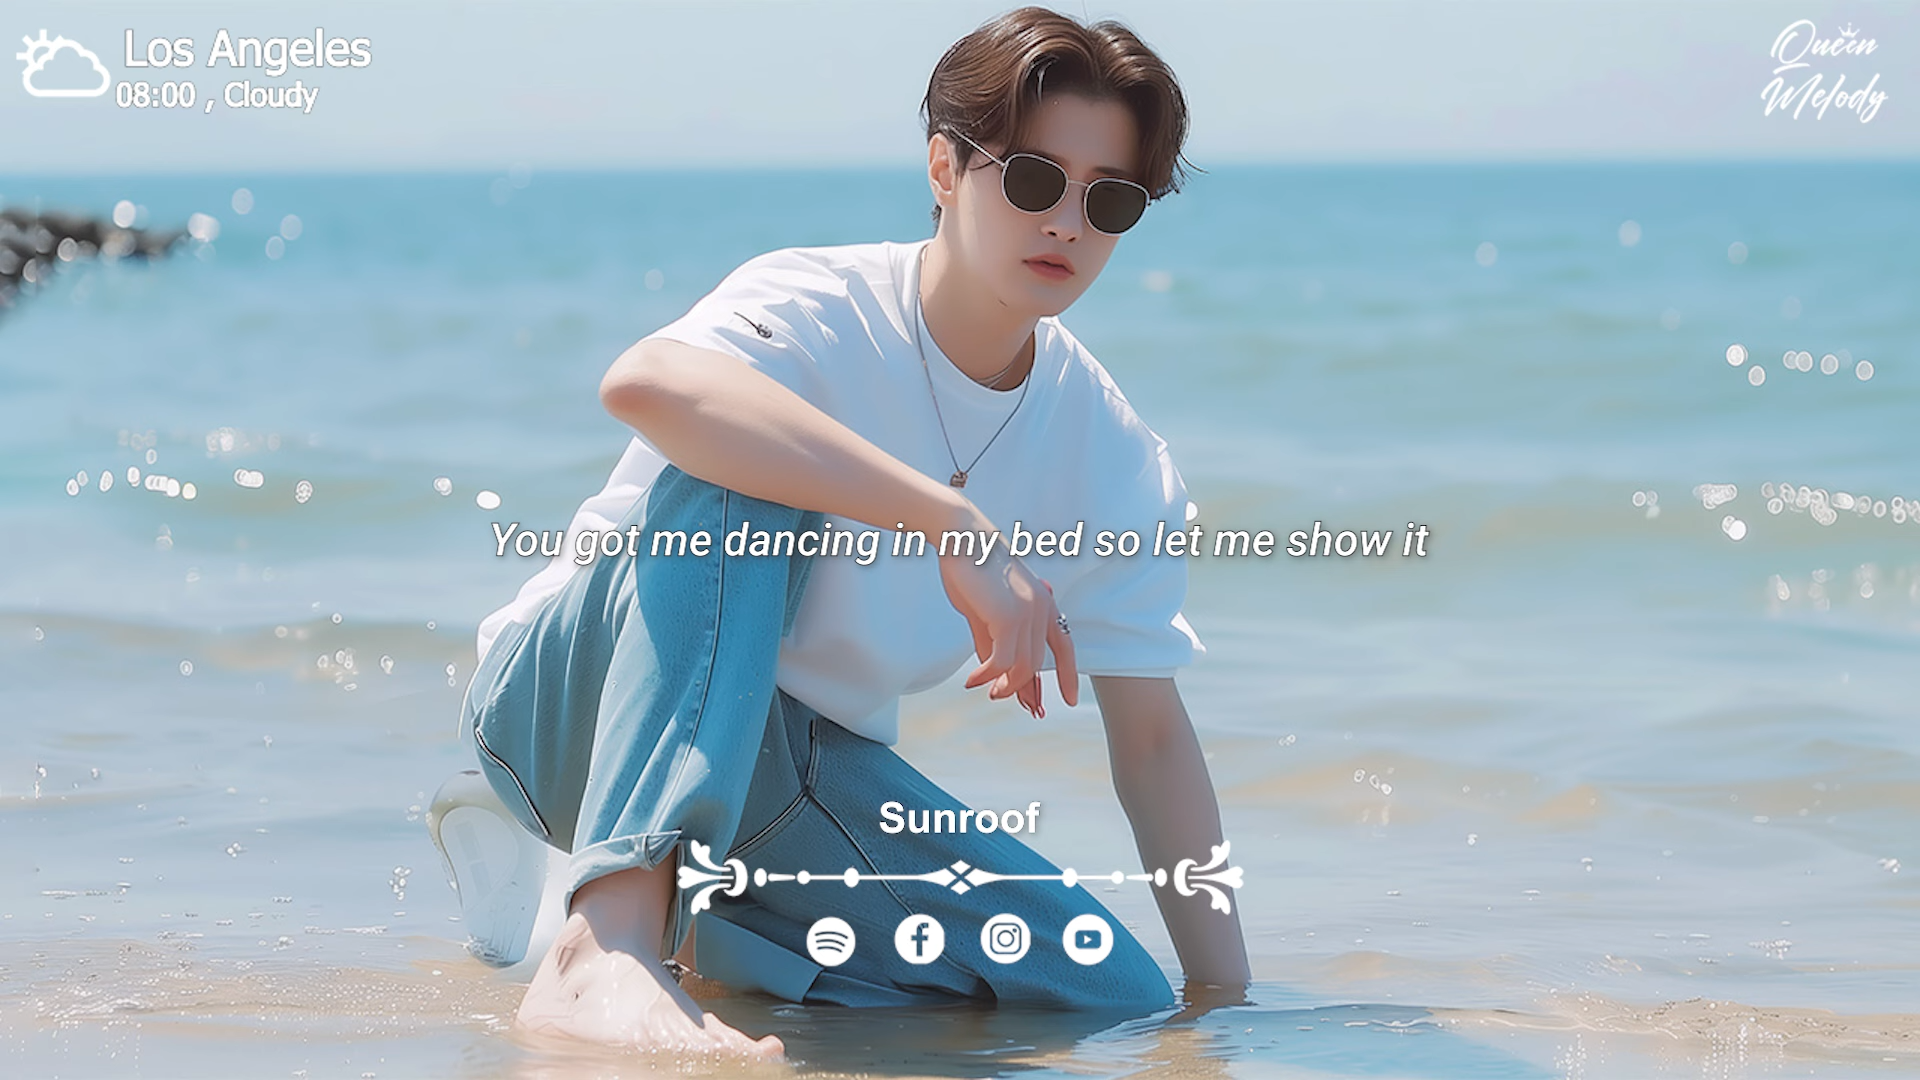 Los Angeles
08:00 , Cloudy
Queen
Melody
You got me dancing in my bed so let me show it
Sunroof